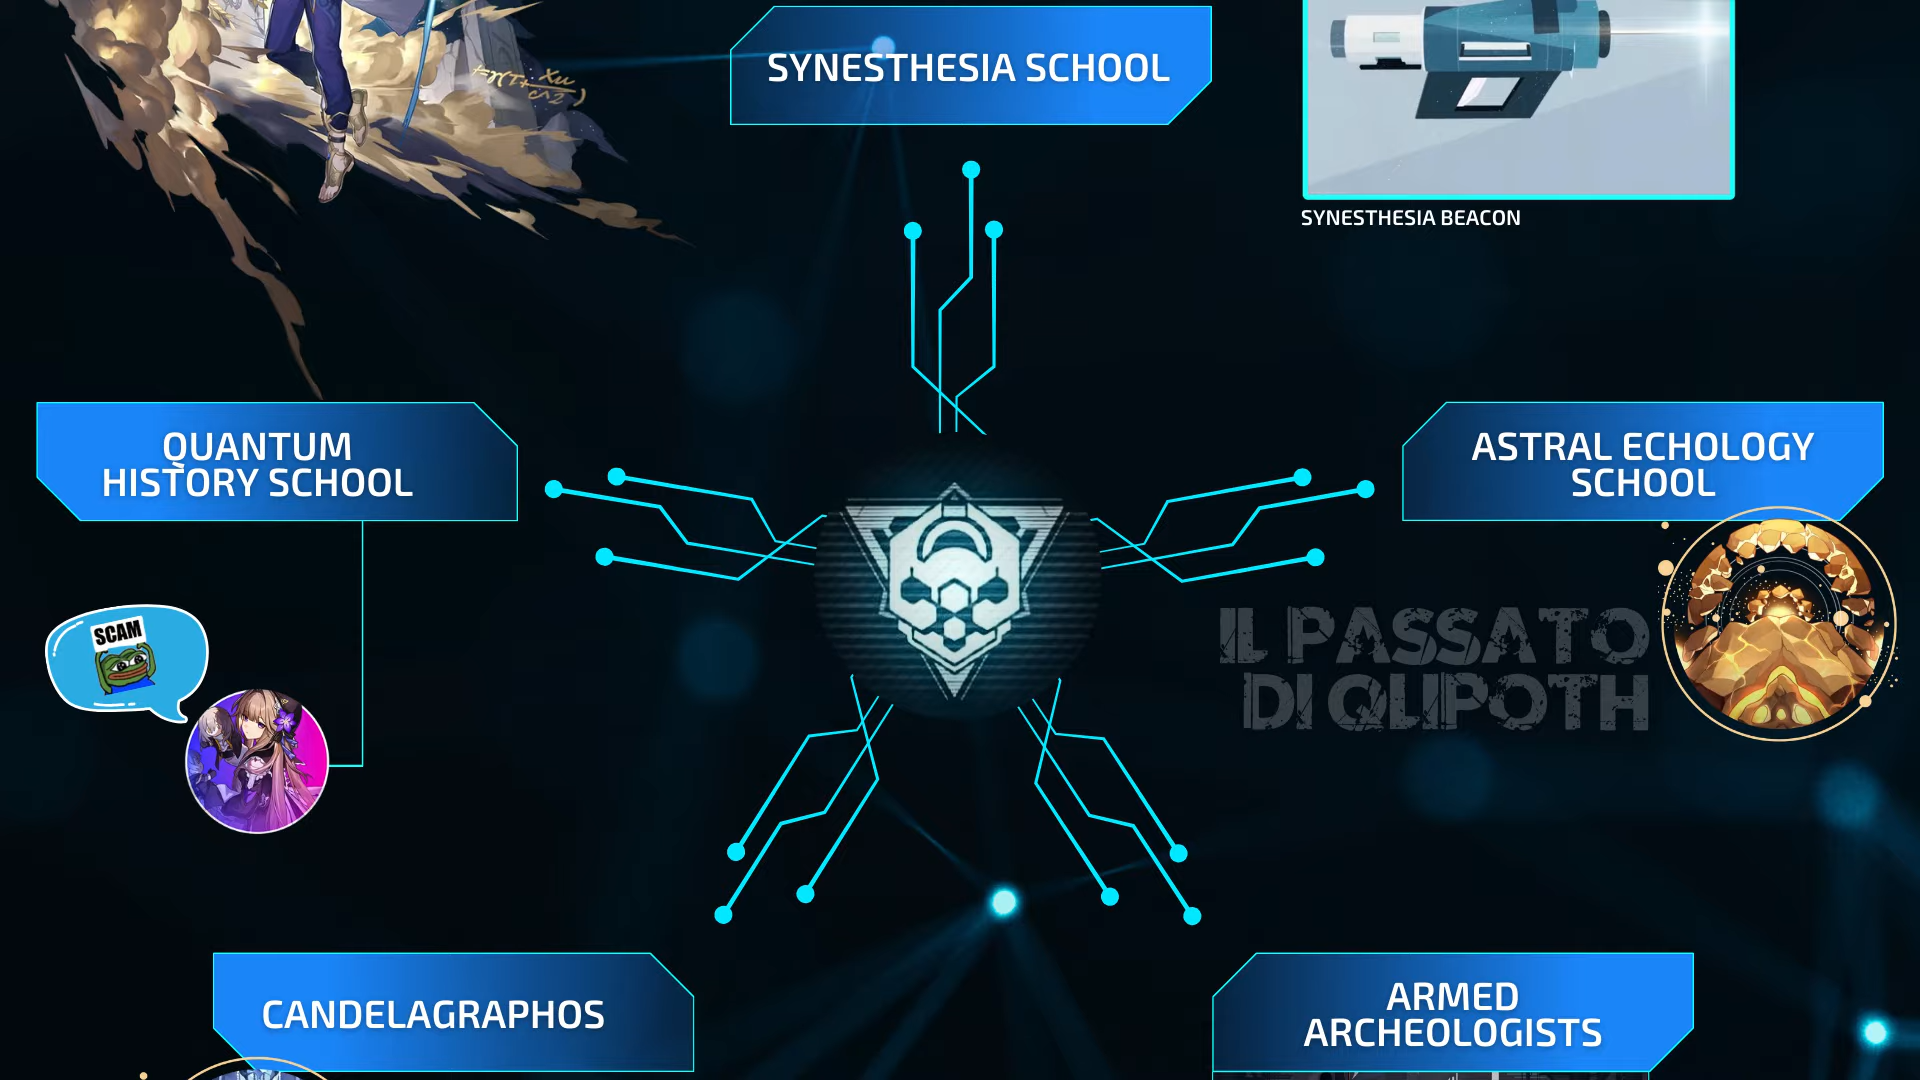 SYNESTHESIA SCHOOL
SYNESTHESIA BEACON
QUANTUM
HISTORY SCHOOL
ASTRAL ECHOLOGY
SCHOOL
SCAM
IL PASSATO
DI QLIPOTH
CANDELAGRAPHOS
ARMED
ARCHEOLOGISTS